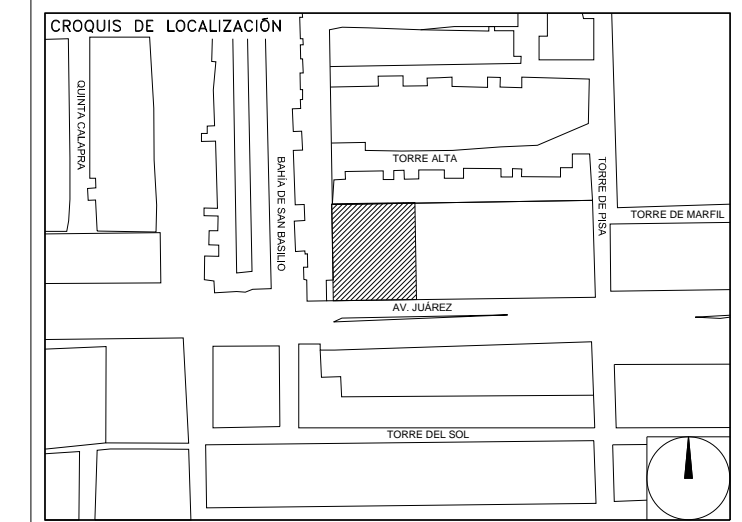 CROQUIS DE LOCALIZACIÓN
QUINTA CALAPRA
BAHÍA DE SAN BASILIO
TORRE ALTA
TORRE DE PISA
TORRE DE MARFIL
AV. JUÁREZ
TORRE DEL SOL